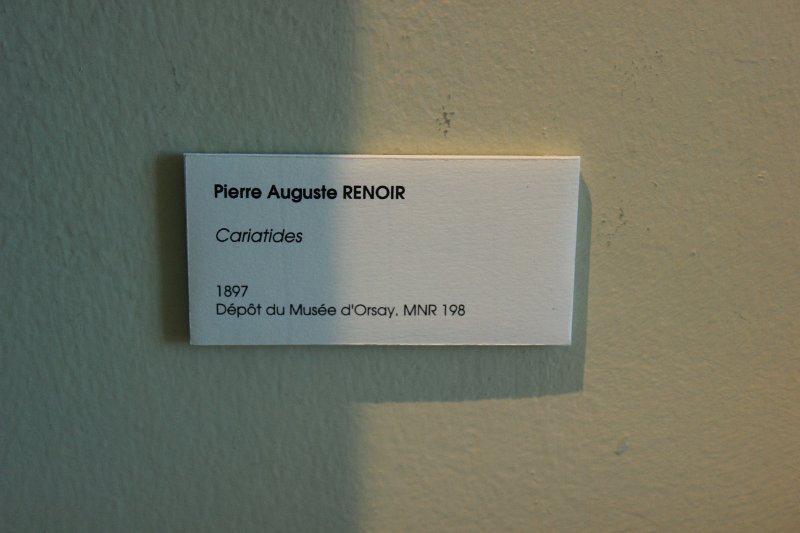 Pierre Auguste RENOIR
Cariatides
1897
Dépôt du Musée d'Orsay. MNR 198